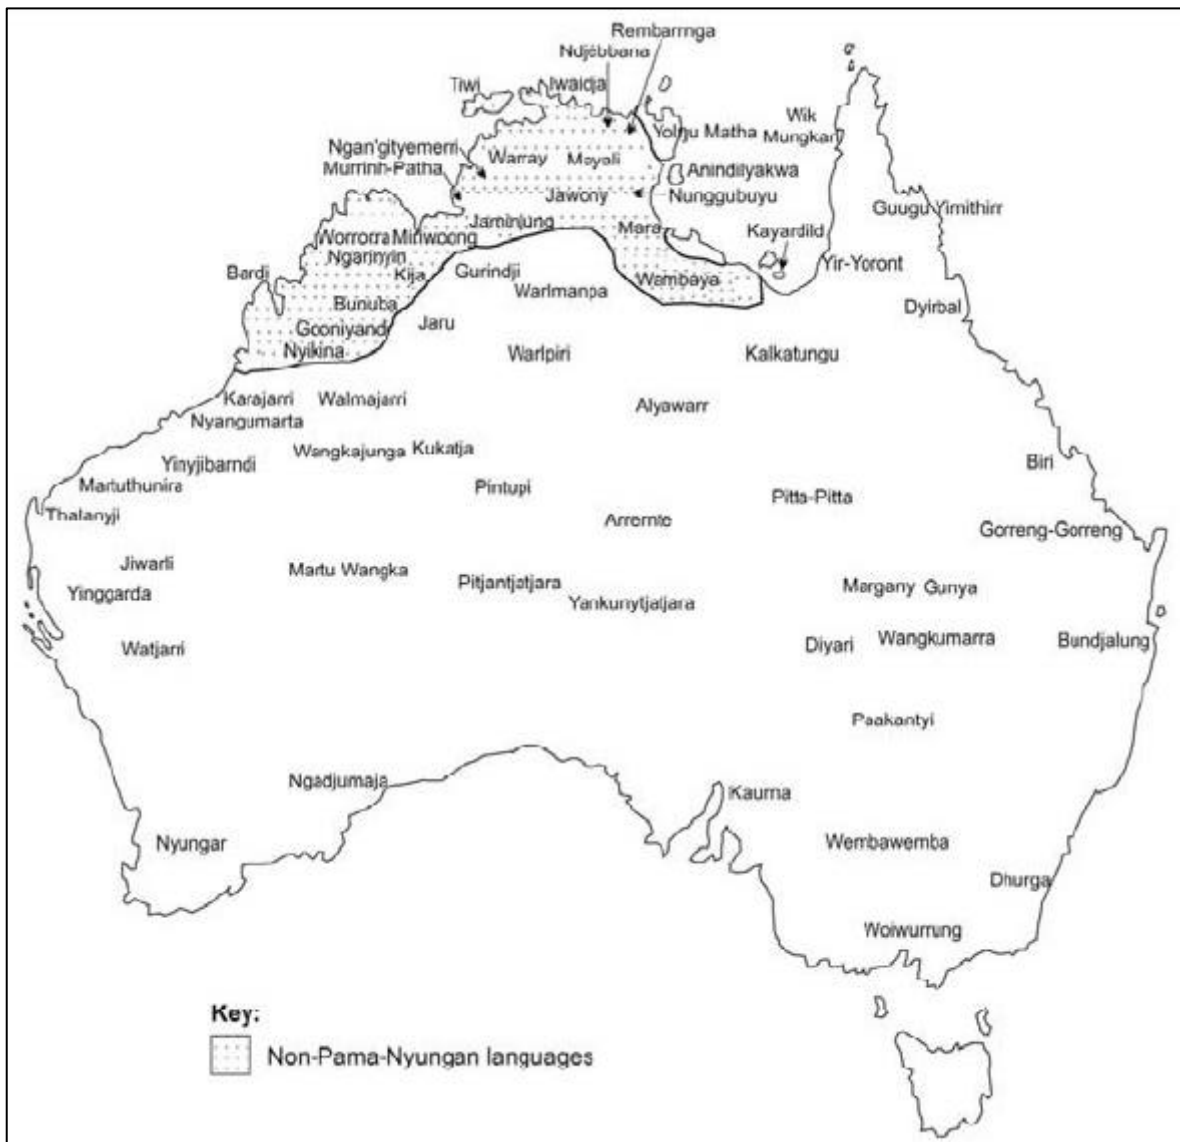 Rembarrnga
Ndjébbana
Tiwi
Iwaidja
Wik
Mungkan
Yolŋu Matha
Ngan'gityemerri
Warray
Mayali
Murrinh-Patha
Anindilyakwa
Jawony
Nunggubuyu
Guugu Yimithirr
Jaminjung
Mara
Kayardild
Worrorra
Miriwoong
Ngarinyin
Yir-Yoront
Bardi
Kija
Gurindji
Wambaya
Warlmanpa
Bunuba
Dyirbal
Jaru
Gooniyandi
Nyikina
Warlpiri
Kalkatungu
Karajarri
Walmajarri
Alyawarr
Nyangumarta
Wangkajunga
Kukatja
Yinyjibarndi
Biri
Martuthunira
Pintupi
Pitta-Pitta
Thalanyji
Arrernte
Gorreng-Gorreng
Jiwarli
Martu Wangka
Pitjantjatjara
Margany
Gunya
Yinggarda
Yankunytjatjara
Watjarri
Diyari
Wangkumarra
Bundjalung
Paakantyi
Ngadjumaja
Kaurna
Nyungar
Wembawemba
Dhurga
Woiwurrung
Key:
Non-Pama-Nyungan languages